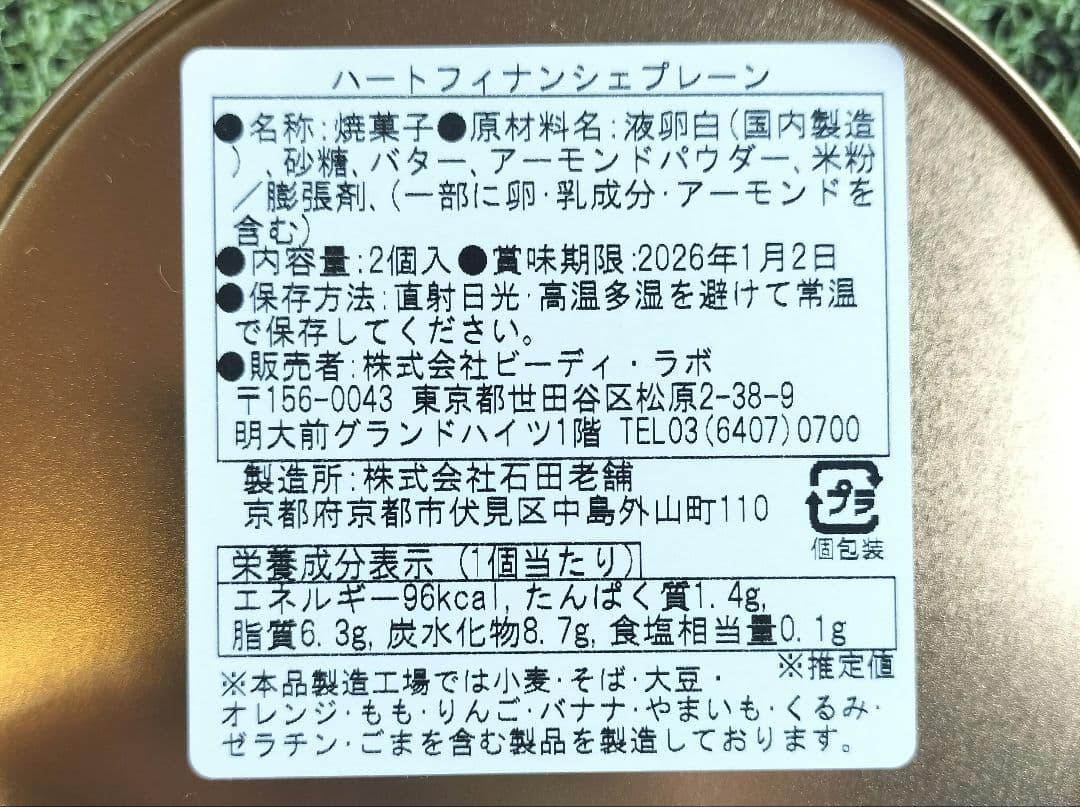 ハートフィナンシェプレーン
●名称:焼菓子●原材料名:液卵白(国内製造
)、砂糖、バター、アーモンドパウダー、米粉
/膨張剤、(一部に卵・乳成分・アーモンドを
含む)
●内容量:2個入●賞味期限:2026年1月2日
●保存方法:直射日光・高温多湿を避けて常温
で保存してください。
●販売者:株式会社ビーディ・ラボ
〒156-0043 東京都世田谷区松原2-38-9
明大前グランドハイツ1階 TEL03(6407)0700
製造所:株式会社石田老舗
京都府京都市伏見区中島外山町110
プラ
個包装
栄養成分表示(1個当たり)
エネルギー96kcal,たんぱく質1.4g,
脂質6.3g,炭水化物8.7g,食塩相当量0.1g
※推定値
※本品製造工場では小麦・そば・大豆・
オレンジ・もも・りんご・バナナ・やまいも・くるみ・
ゼラチン・ごまを含む製品を製造しております。